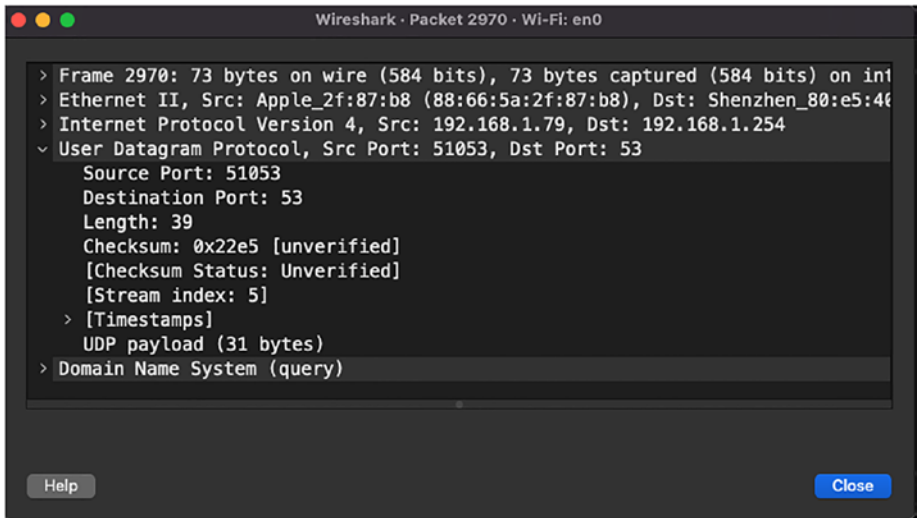 Wireshark · Packet 2970 · Wi-Fi: en0
> Frame 2970: 73 bytes on wire (584 bits), 73 bytes captured (584 bits) on int
> Ethernet II, Src: Apple_2f:87:b8 (88:66:5a:2f:87:b8), Dst: Shenzhen_80:e5:40
> Internet Protocol Version 4, Src: 192.168.1.79, Dst: 192.168.1.254
User Datagram Protocol, Src Port: 51053, Dst Port: 53
Source Port: 51053
Destination Port: 53
Length: 39
Checksum: 0x22e5 [unverified]
[Checksum Status: Unverified]
[Stream index: 5]
> [Timestamps]
UDP payload (31 bytes)
> Domain Name System (query)
Help
Close